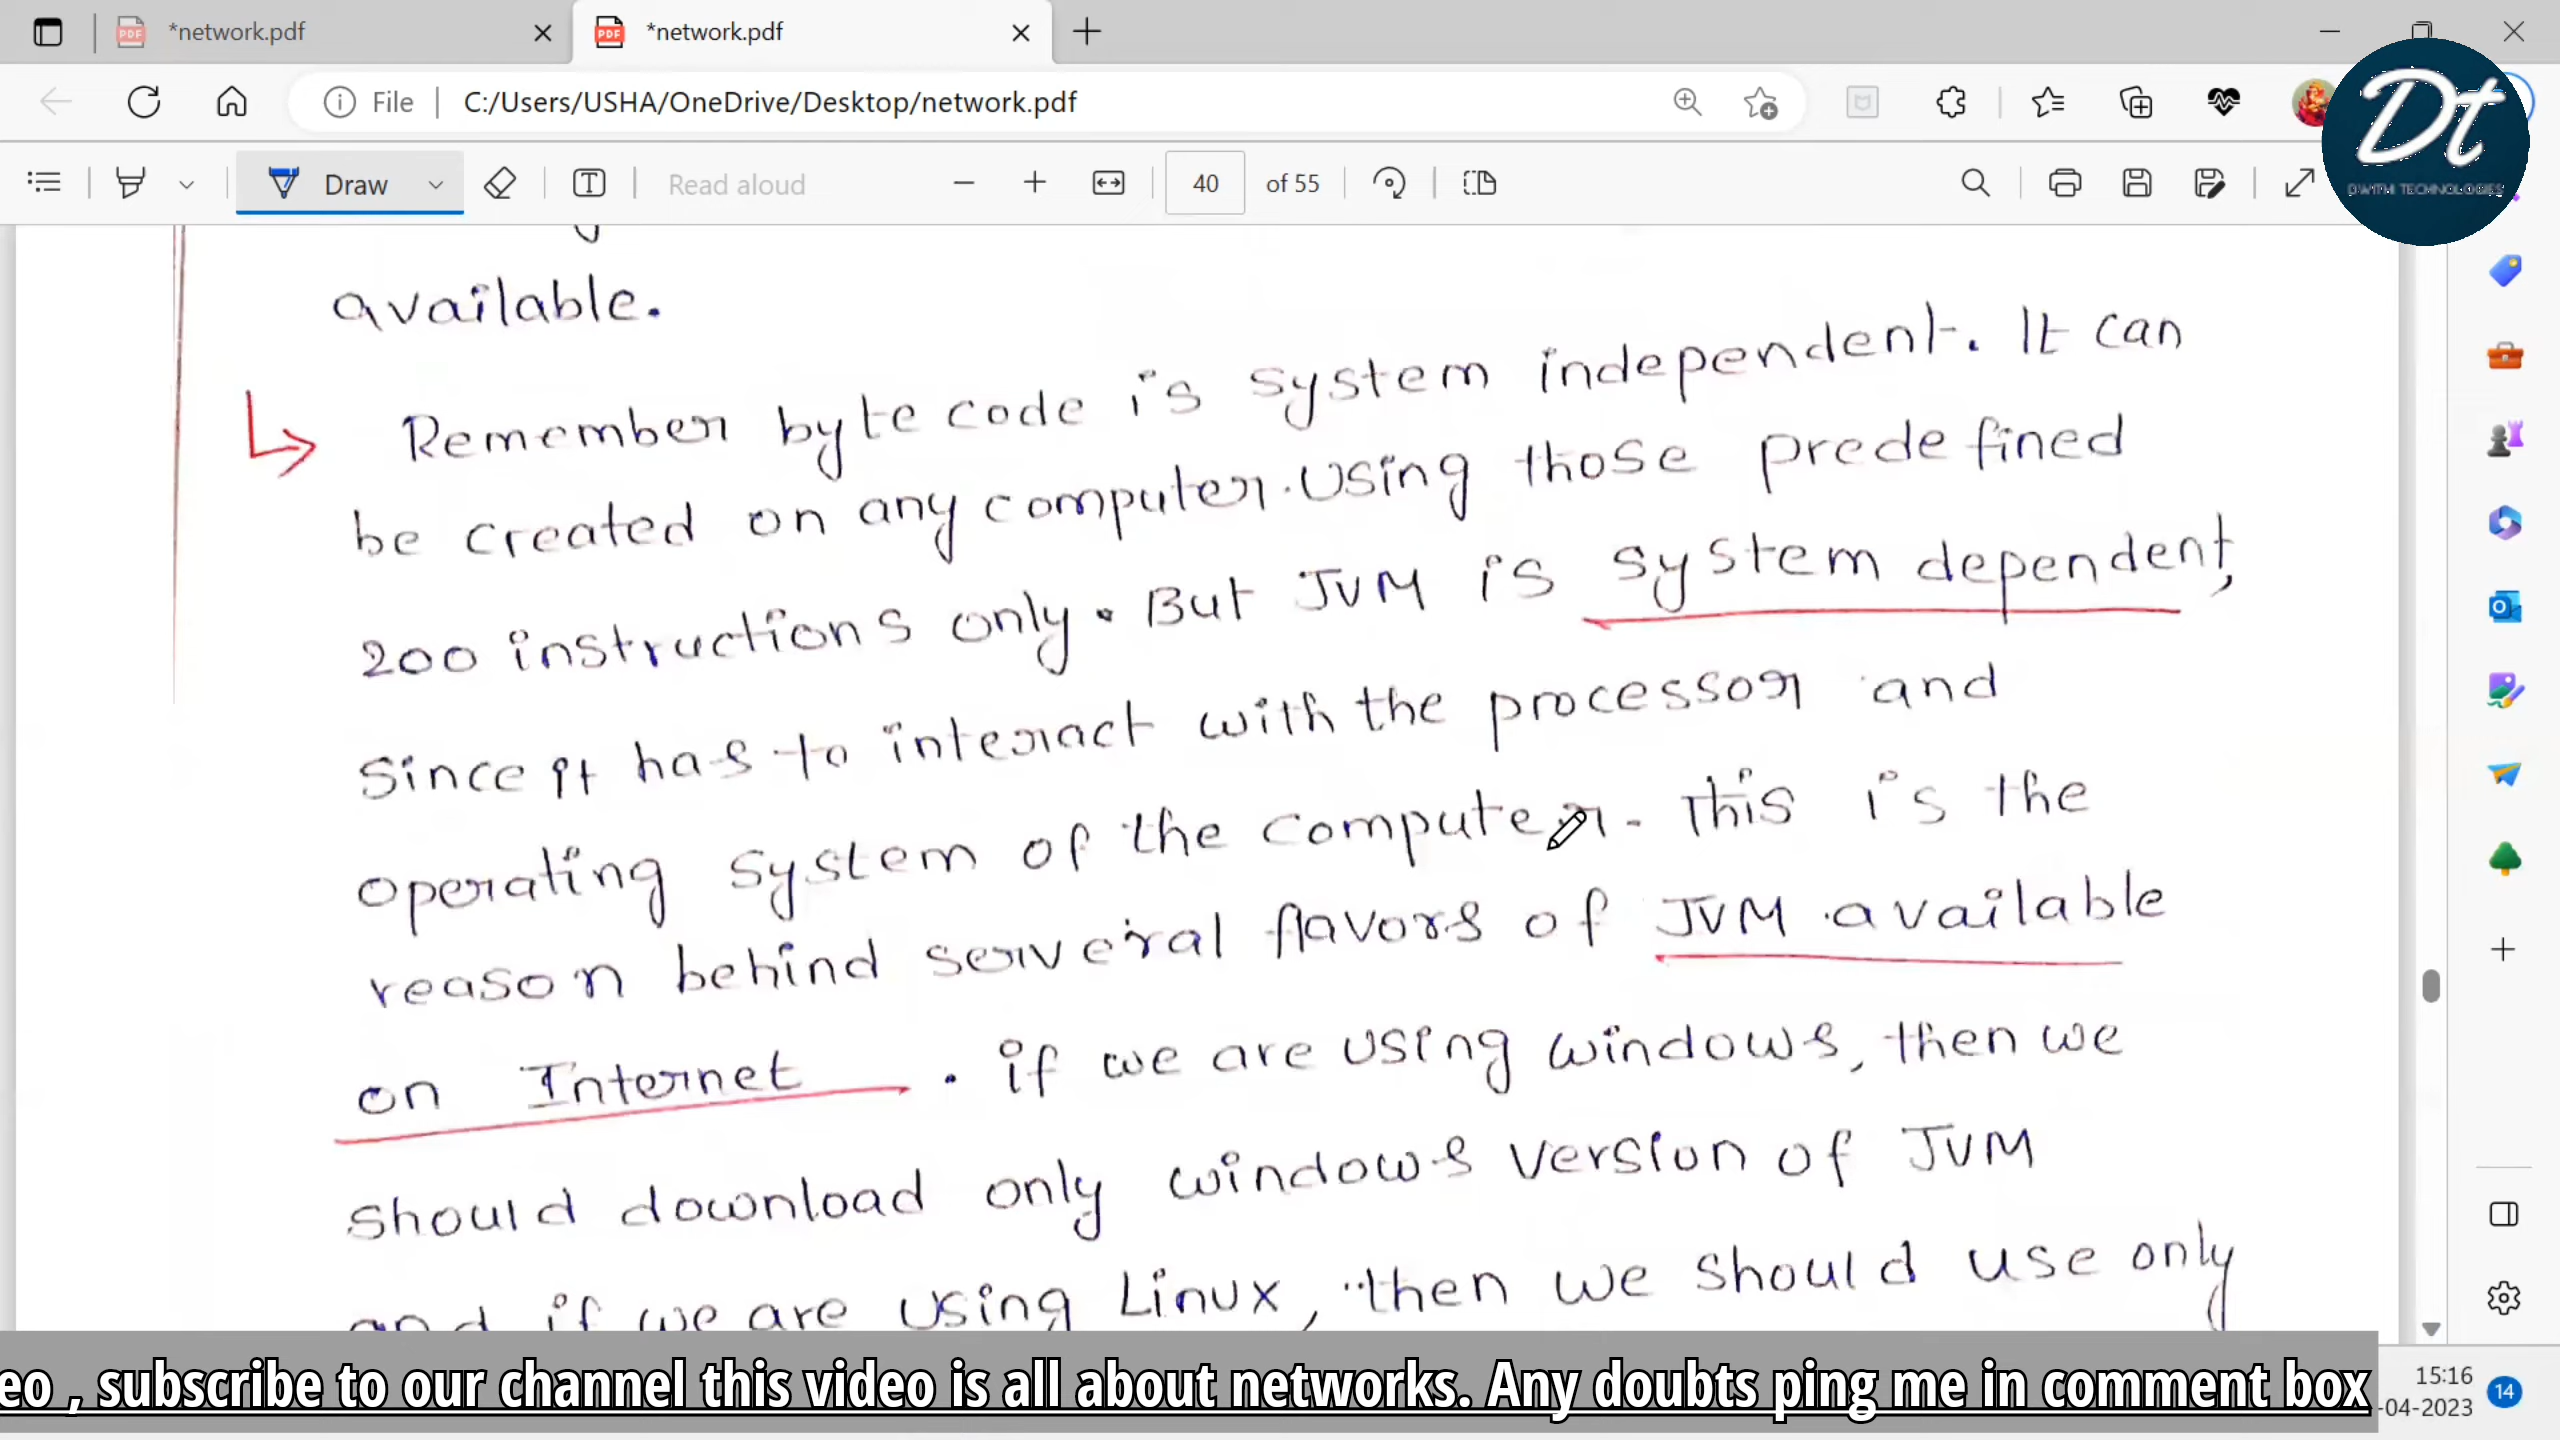 *network.pdf
*network.pdf
File
C:/Users/USHA/OneDrive/Desktop/network.pdf
Dt
DWITHI TECHNOLOGIES
Draw
Read aloud
40 of 55
available.
Remember byte code is system independent. It can
be created on any computer. Using those predefined
200 instructions only. But JVM is system dependent,
Since it has to interact with the processor and
operating system of the computer. This is the
reason behind serveral flavors of JVM available
on Internet. if we are using windows, then we
should download only windows version of JVM
and if we are using Linux, then we should use only
eo , subscribe to our channel this video is all about networks. Any doubts ping me in comment box
15:16
-04-2023
14